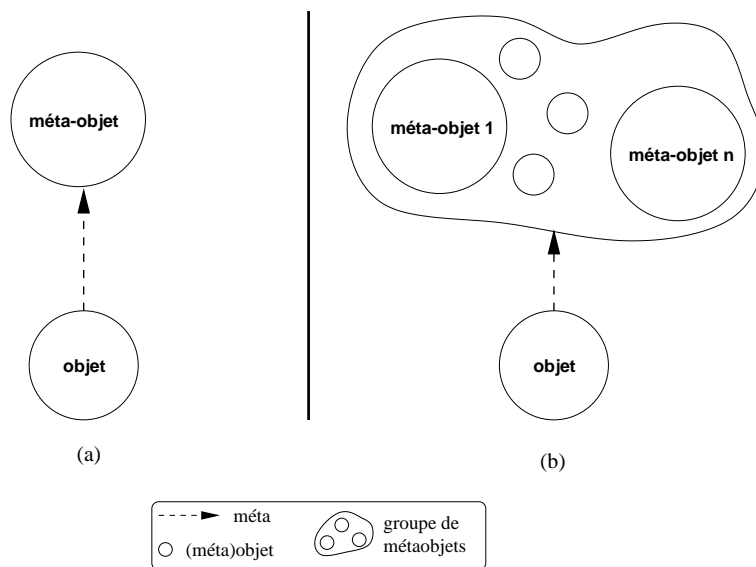 méta-objet
objet
(a)
méta-objet 1
méta-objet n
objet
(b)
méta
(méta)objet
groupe de
métaobjets